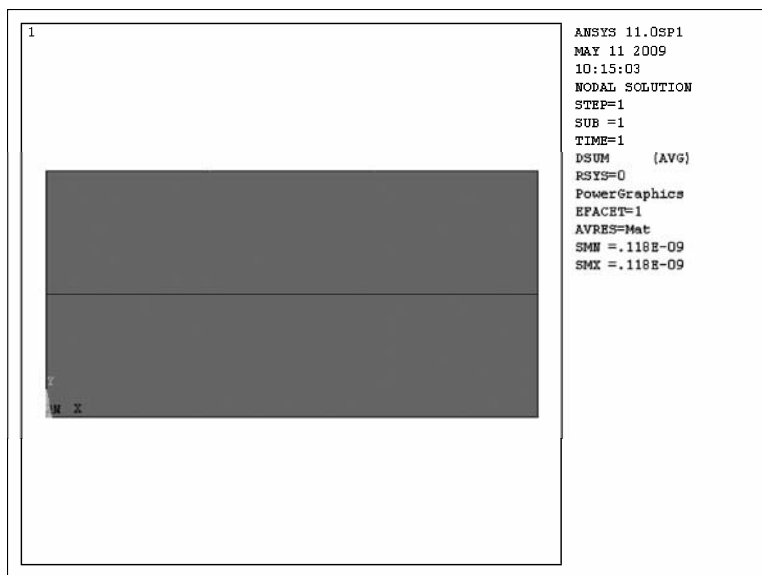 1
ANSYS 11.0SP1
MAY 11 2009
10:15:03
NODAL SOLUTION
STEP=1
SUB =1
TIME=1
DSUM (AVG)
RSYS=0
PowerGraphics
EFACET=1
AVRES=Mat
SMN =.118E-09
SMX =.118E-09
Y
X